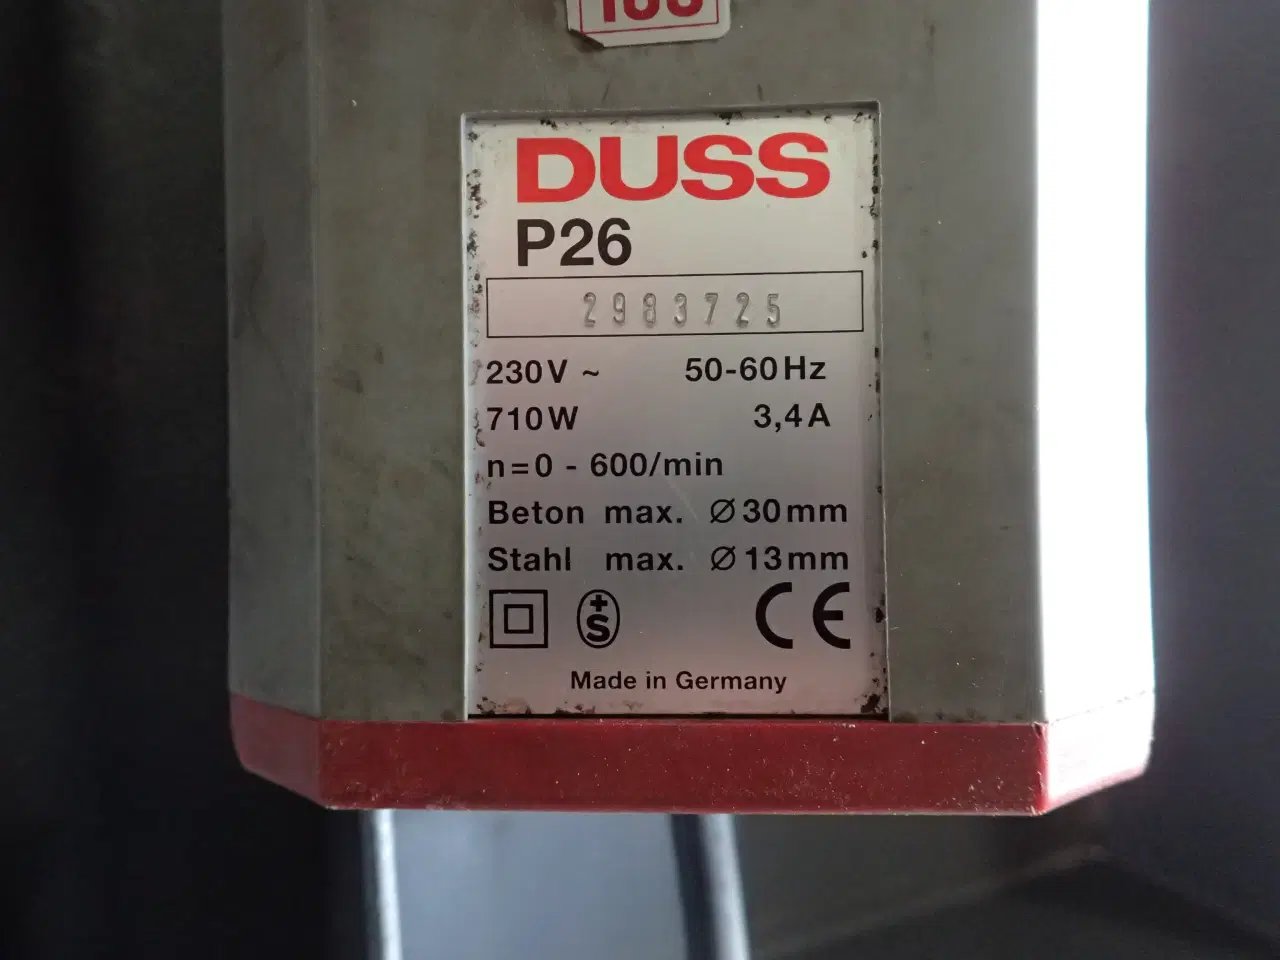 DUSS
P26
2983725
230V ~ 50-60Hz
710W 3,4A
n=0 - 600/min
Beton max. Ø30mm
Stahl max. Ø13mm
+S CE
Made in Germany